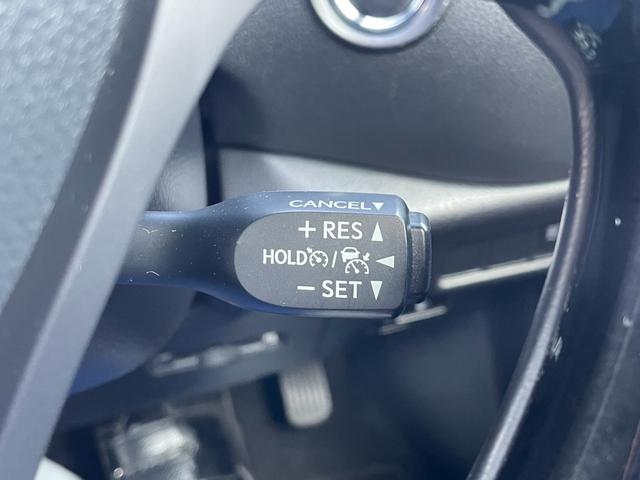 CANCEL▼
+ RES ▲
HOLD / ◀
− SET ▼